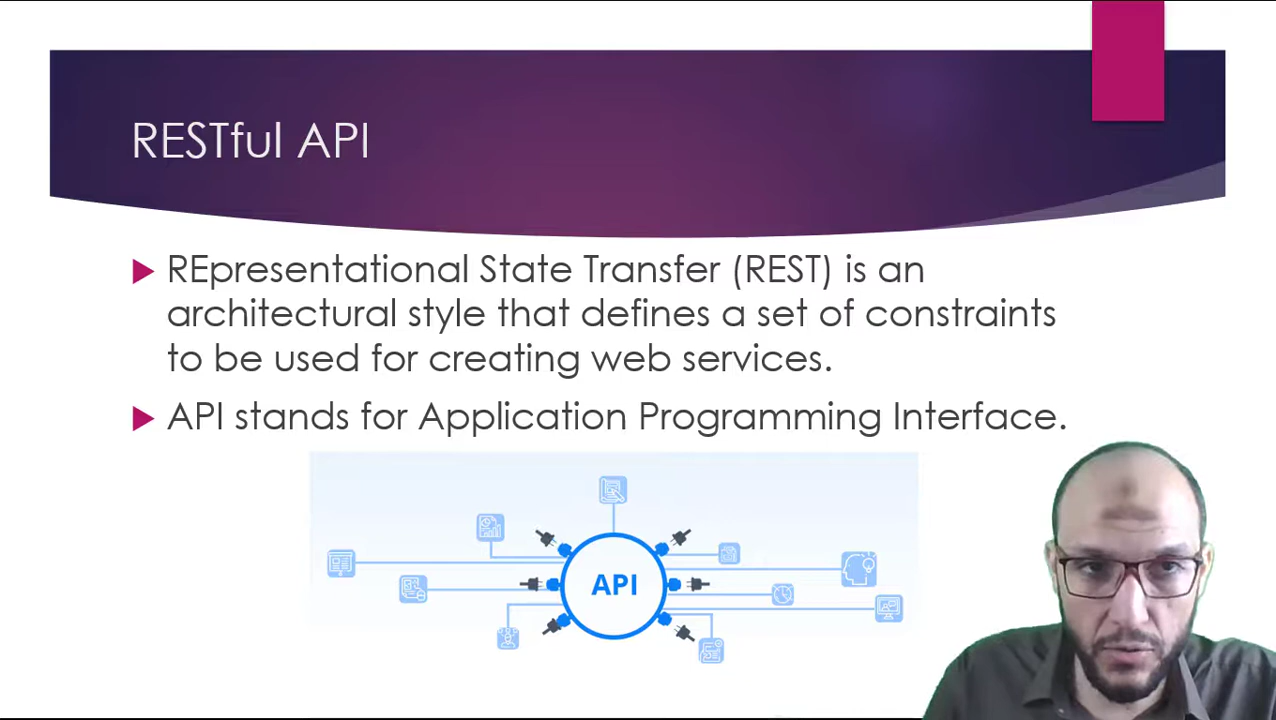 RESTful API
REpresentational State Transfer (REST) is an
architectural style that defines a set of constraints
to be used for creating web services.
API stands for Application Programming Interface.
API